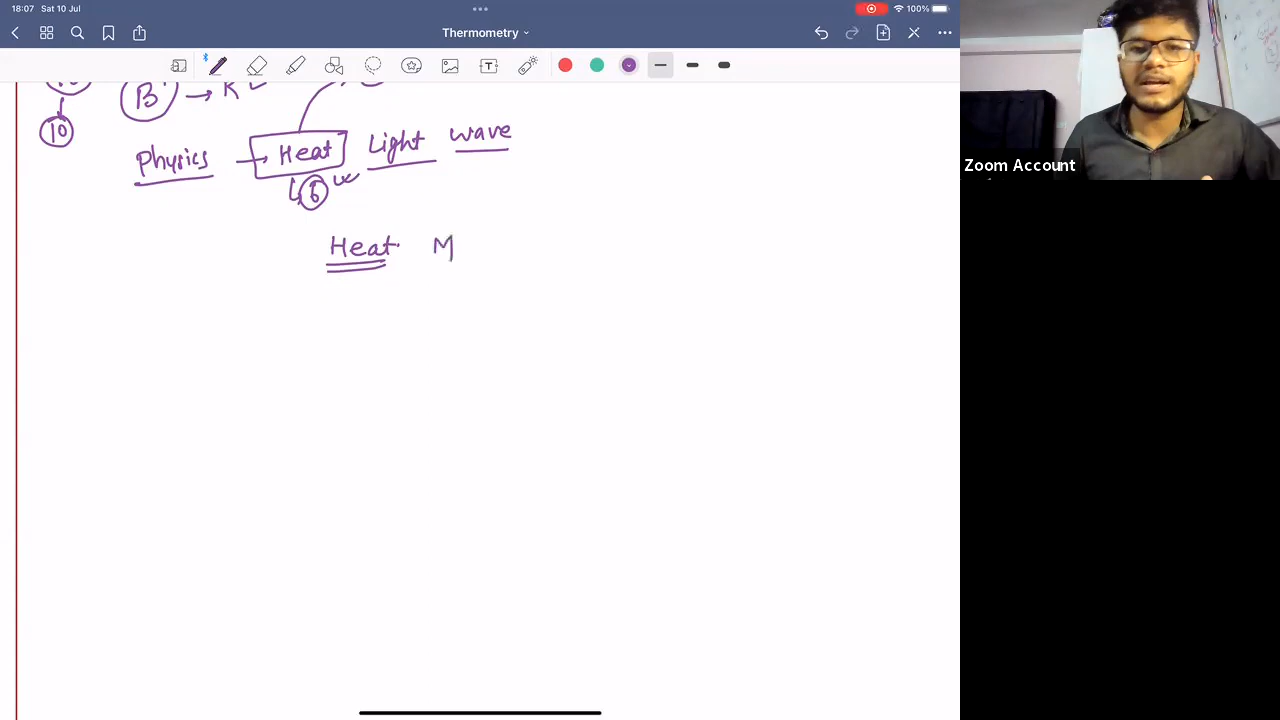 18:07 Sat 10 Jul
100%
Thermometry
T
Zoom Account
B → K
10
Physics → Heat Light wave
6
Heat. M